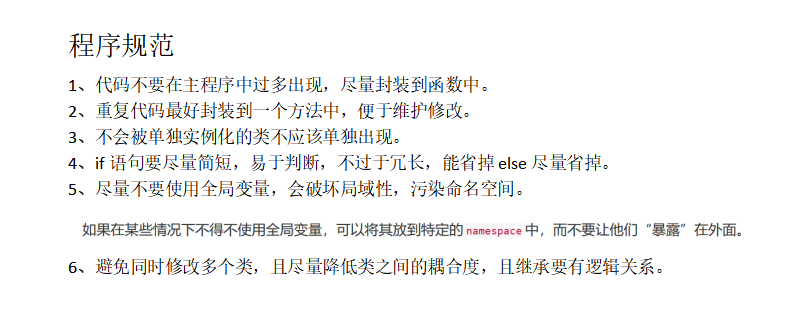 程序规范
1、代码不要在主程序中过多出现，尽量封装到函数中。
2、重复代码最好封装到一个方法中，便于维护修改。
3、不会被单独实例化的类不应该单独出现。
4、if 语句要尽量简短，易于判断，不过于冗长，能省掉 else 尽量省掉。
5、尽量不要使用全局变量，会破坏局域性，污染命名空间。
如果在某些情况下不得不使用全局变量，可以将其放到特定的 namespace 中，而不要让他们“暴露”在外面。
6、避免同时修改多个类，且尽量降低类之间的耦合度，且继承要有逻辑关系。